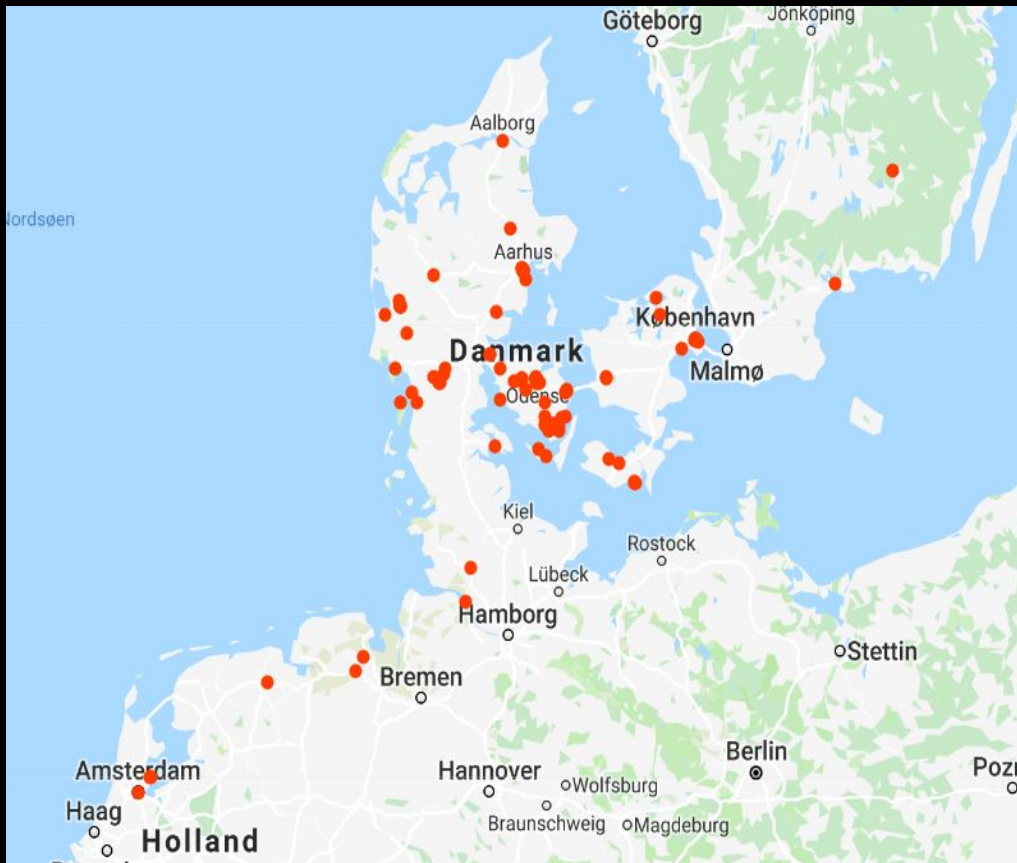 Göteborg
Jönköping
Aalborg
Nordsøen
Aarhus
København
Danmark
Malmø
Odense
Kiel
Rostock
Lübeck
Hamborg
Stettin
Bremen
Berlin
Amsterdam
Hannover
Wolfsburg
Pozn
Haag
Braunschweig
Magdeburg
Holland